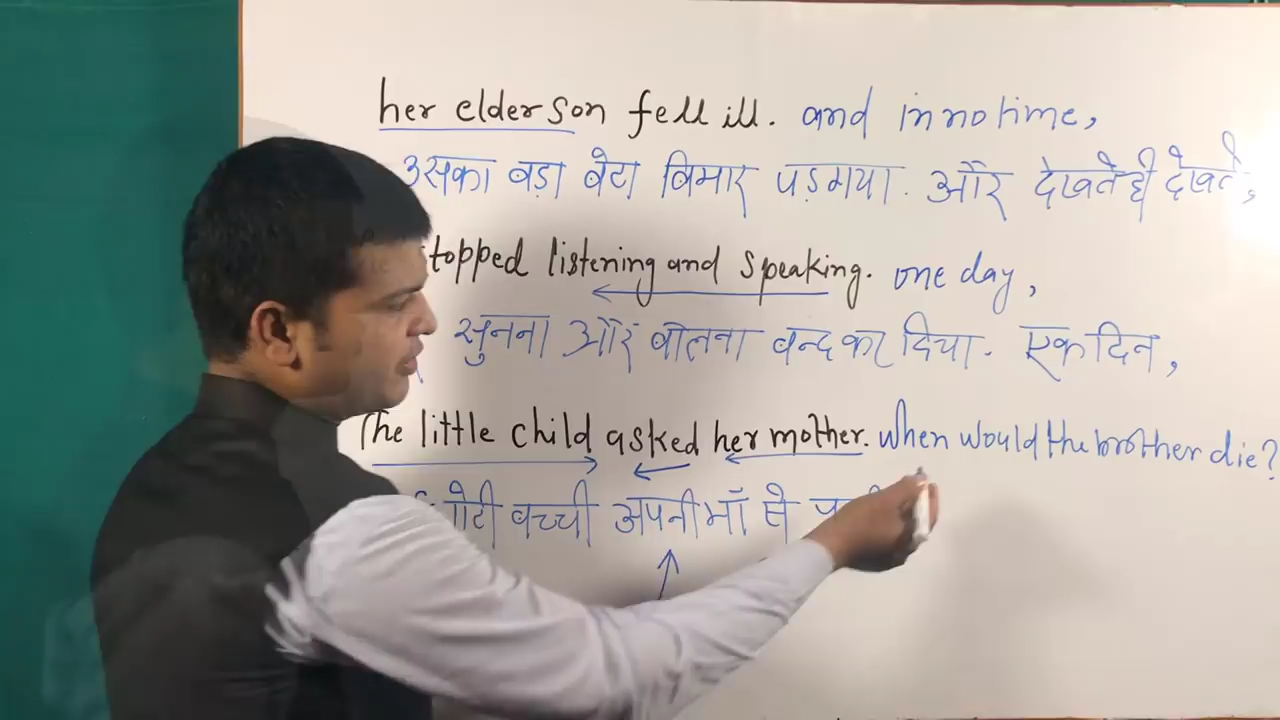 her elder son fell ill. and in no time,
उसका बड़ा बेटा बिमार पड़ गया. और देखते ही देखते,
topped listening and speaking. one day,
सुनना और बोलना बन्द कर दिया. एक दिन,
The little child asked her mother. when would the brother die?
बच्ची अपनी माँ से